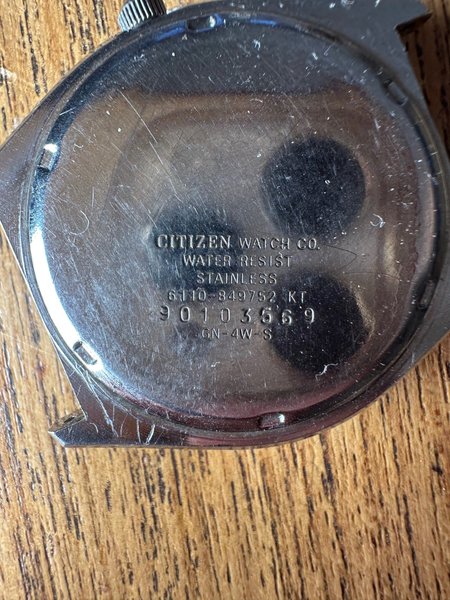 CITIZEN WATCH CO.
WATER RESIST
STAINLESS
6110-849752 KT
90103569
GN-4W-S